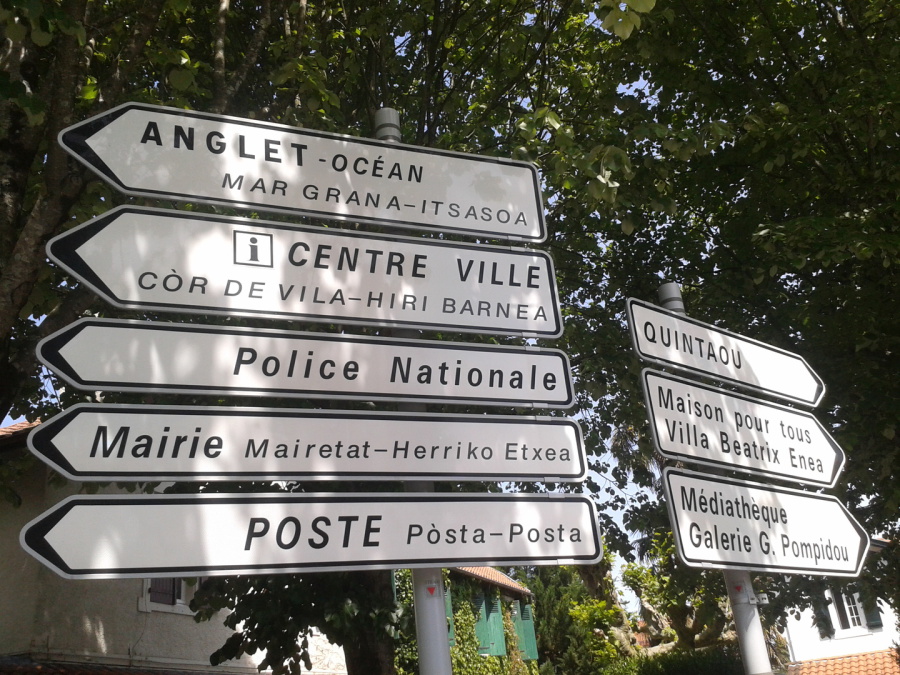 ANGLET-OCÉAN
MAR GRANA-ITSASOA
i CENTRE VILLE
CÒR DE VILA-HIRI BARNEA
Police Nationale
Mairie Mairetat-Herriko Etxea
POSTE Pòsta-Posta
QUINTAOU
Maison pour tous
Villa Beatrix Enea
Médiathèque
Galerie G. Pompidou